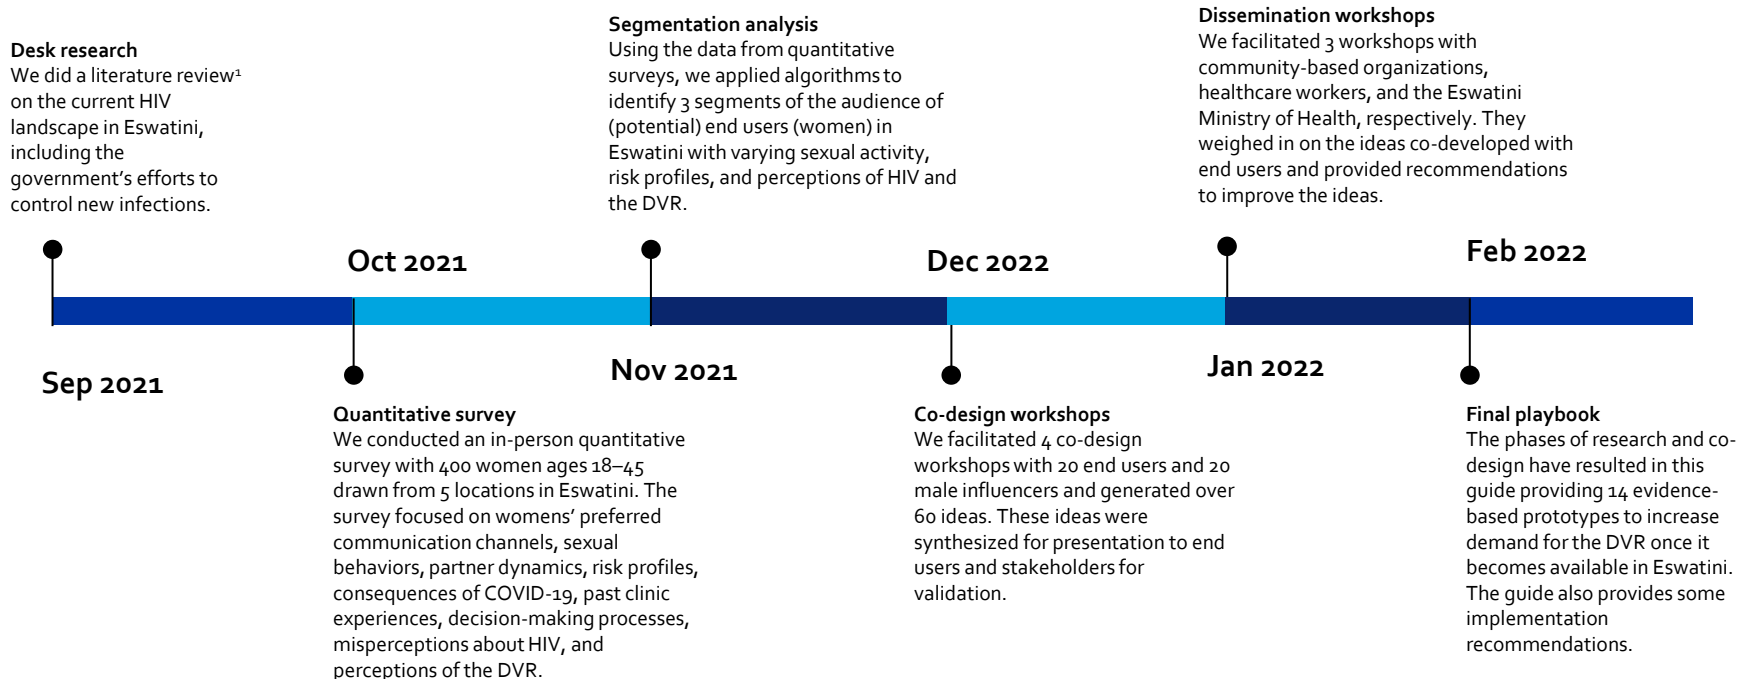 Desk research
We did a literature review¹
on the current HIV
landscape in Eswatini,
including the
government's efforts to
control new infections.
Segmentation analysis
Using the data from quantitative
surveys, we applied algorithms to
identify 3 segments of the audience of
(potential) end users (women) in
Eswatini with varying sexual activity,
risk profiles, and perceptions of HIV and
the DVR.
Dissemination workshops
We facilitated 3 workshops with
community-based organizations,
healthcare workers, and the Eswatini
Ministry of Health, respectively. They
weighed in on the ideas co-developed with
end users and provided recommendations
to improve the ideas.
Oct 2021
Dec 2022
Feb 2022
Sep 2021
Nov 2021
Jan 2022
Quantitative survey
We conducted an in-person quantitative
survey with 400 women ages 18–45
drawn from 5 locations in Eswatini. The
survey focused on womens' preferred
communication channels, sexual
behaviors, partner dynamics, risk profiles,
consequences of COVID-19, past clinic
experiences, decision-making processes,
misperceptions about HIV, and
perceptions of the DVR.
Co-design workshops
We facilitated 4 co-design
workshops with 20 end users and 20
male influencers and generated over
60 ideas. These ideas were
synthesized for presentation to end
users and stakeholders for
validation.
Final playbook
The phases of research and co-
design have resulted in this
guide providing 14 evidence-
based prototypes to increase
demand for the DVR once it
becomes available in Eswatini.
The guide also provides some
implementation
recommendations.